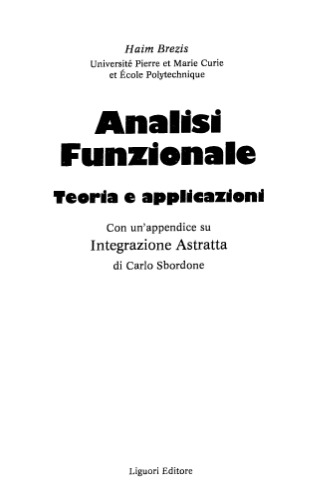 Haim Brezis
Université Pierre et Marie Curie
et École Polytechnique
Analisi
Funzionale
Teoria e applicazioni
Con un'appendice su
Integrazione Astratta
di Carlo Sbordone
Liguori Editore